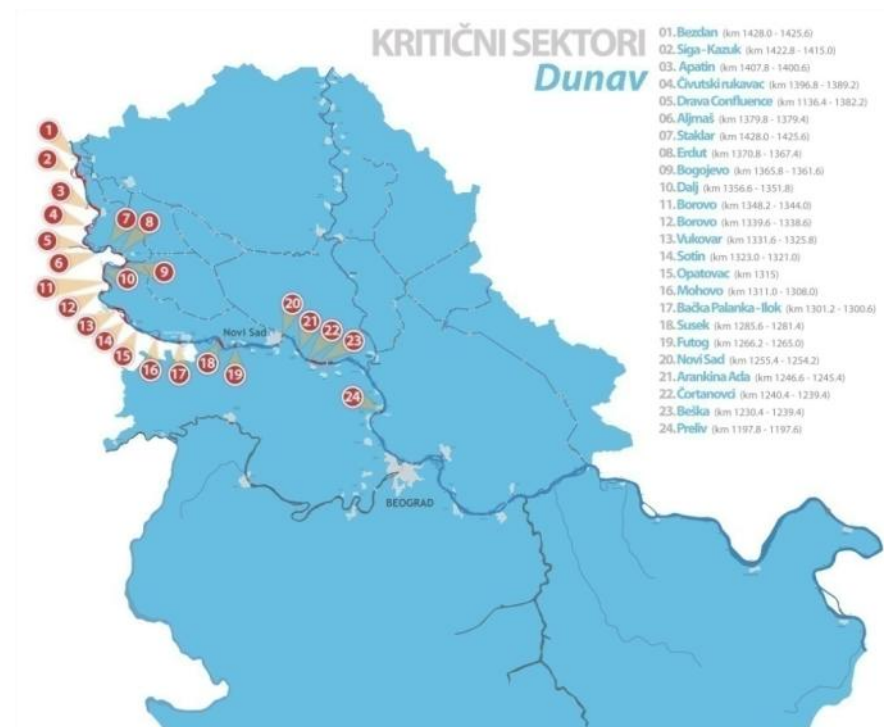 KRITIČNI SEKTORI
Dunav
01. Bezdan (km 1428.0 - 1425.6)
02. Siga - Kazuk (km 1422.8 - 1415.0)
03. Apatin (km 1407.8 - 1400.6)
04. Čivutski rukavac (km 1396.8 - 1389.2)
05. Drava Confluence (km 1136.4 - 1382.2)
06. Aljmaš (km 1379.8 - 1379.4)
07. Staklar (km 1428.0 - 1425.6)
08. Erdut (km 1370.8 - 1367.4)
09. Bogojevo (km 1365.8 - 1361.6)
10. Dalj (km 1356.6 - 1351.8)
11. Borovo (km 1348.2 - 1344.0)
12. Borovo (km 1339.6 - 1338.6)
13. Vukovar (km 1331.6 - 1325.8)
14. Sotin (km 1323.0 - 1321.0)
15. Opatovac (km 1315)
16. Mohovo (km 1311.0 - 1308.0)
17. Bačka Palanka - Ilok (km 1301.2 - 1300.6)
18. Susek (km 1285.6 - 1281.4)
19. Futog (km 1266.2 - 1265.0)
20. Novi Sad (km 1255.4 - 1254.2)
21. Arankina Ada (km 1246.6 - 1245.4)
22. Čortanovci (km 1240.4 - 1239.4)
23. Beška (km 1230.4 - 1239.4)
24. Preliv (km 1197.8 - 1197.6)
1
2
3
4
5
6
7
8
9
10
11
12
13
14
15
16
17
18
19
20
21
22
23
24
Novi Sad
BEOGRAD